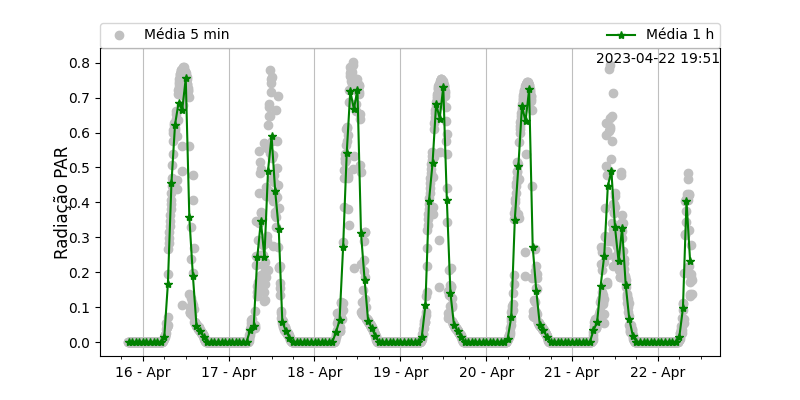 Média 5 min
Média 1 h
2023-04-22 19:51
Radiação PAR
0.8
0.7
0.6
0.5
0.4
0.3
0.2
0.1
0.0
16 - Apr
17 - Apr
18 - Apr
19 - Apr
20 - Apr
21 - Apr
22 - Apr